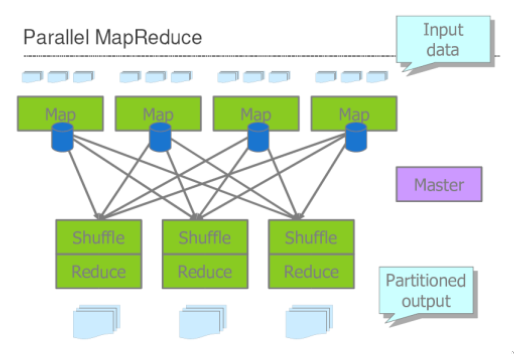 Parallel MapReduce
Input
data
Map
Map
Map
Map
Master
Shuffle
Shuffle
Shuffle
Reduce
Reduce
Reduce
Partitioned
output